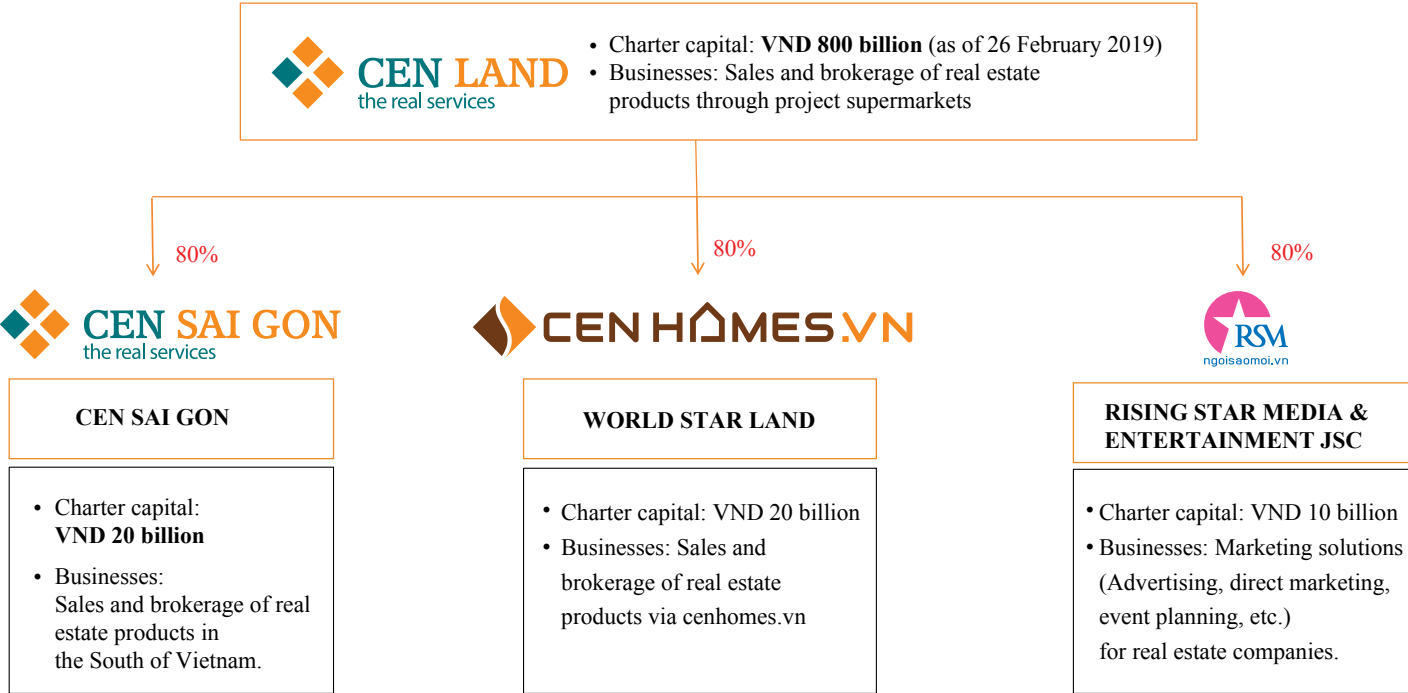 CEN LAND
the real services
• Charter capital: VND 800 billion (as of 26 February 2019)
• Businesses: Sales and brokerage of real estate
products through project supermarkets
80%
80%
80%
CEN SAI GON
the real services
CEN HOMES.VN
RSM
ngoisaomoi.vn
CEN SAI GON
WORLD STAR LAND
RISING STAR MEDIA &
ENTERTAINMENT JSC
• Charter capital:
VND 20 billion
• Businesses:
Sales and brokerage of real
estate products in
the South of Vietnam.
• Charter capital: VND 20 billion
• Businesses: Sales and
brokerage of real estate
products via cenhomes.vn
• Charter capital: VND 10 billion
• Businesses: Marketing solutions
(Advertising, direct marketing,
event planning, etc.)
for real estate companies.